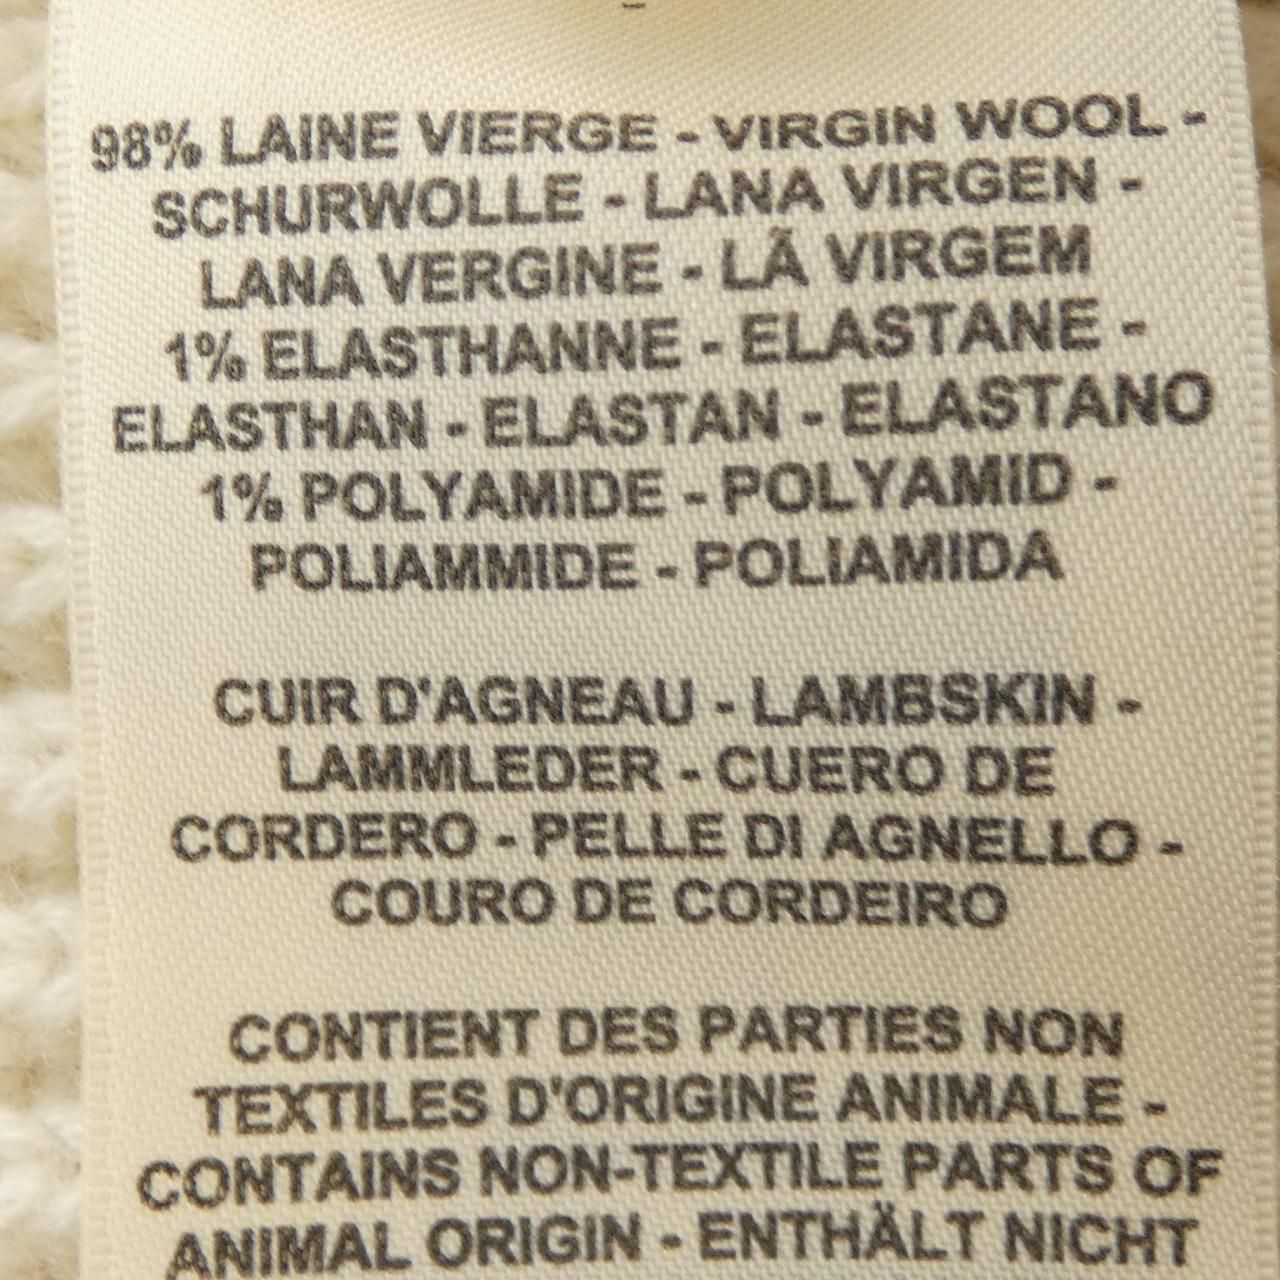 98% LAINE VIERGE - VIRGIN WOOL -
SCHURWOLLE - LANA VIRGEN -
LANA VERGINE - LÃ VIRGEM
1% ELASTHANNE - ELASTANE -
ELASTHAN - ELASTAN - ELASTANO
1% POLYAMIDE - POLYAMID -
POLIAMMIDE - POLIAMIDA
CUIR D'AGNEAU - LAMBSKIN -
LAMMLEDER - CUERO DE
CORDERO - PELLE DI AGNELLO -
COURO DE CORDEIRO
CONTIENT DES PARTIES NON
TEXTILES D'ORIGINE ANIMALE -
CONTAINS NON-TEXTILE PARTS OF
ANIMAL ORIGIN - ENTHÄLT NICHT